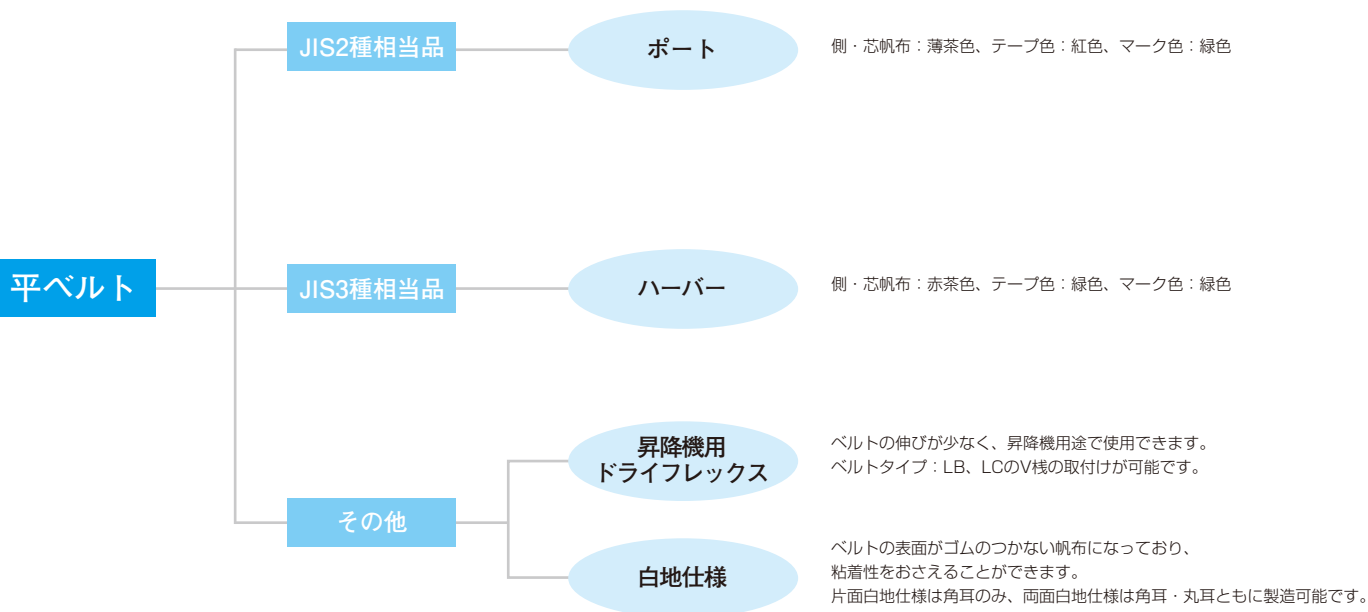 平ベルト
JIS2種相当品
ポート
側・芯帆布：薄茶色、テープ色：紅色、マーク色：緑色
JIS3種相当品
ハーバー
側・芯帆布：赤茶色、テープ色：緑色、マーク色：緑色
その他
昇降機用
ドライフレックス
ベルトの伸びが少なく、昇降機用途で使用できます。
ベルトタイプ：LB、LCのV桟の取付けが可能です。
白地仕様
ベルトの表面がゴムのつかない帆布になっており、
粘着性をおさえることができます。
片面白地仕様は角耳のみ、両面白地仕様は角耳・丸耳ともに製造可能です。